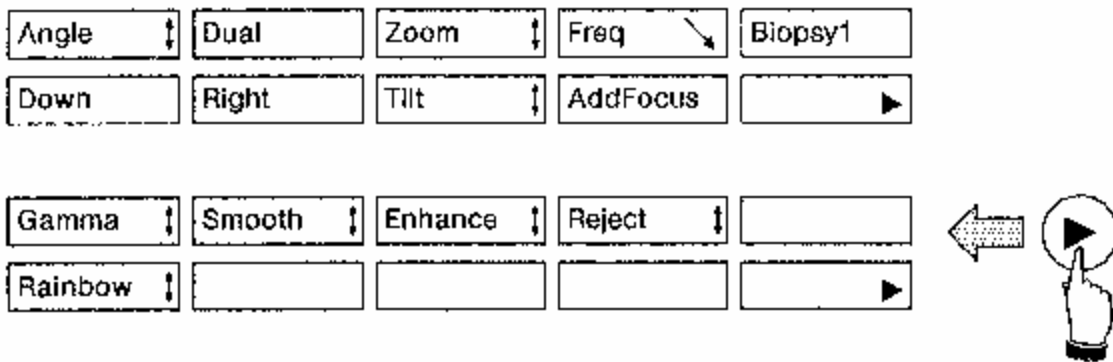 Angle Dual Zoom Freq Biopsy1
Down Right Tilt AddFocus
Gamma Smooth Enhance Reject
Rainbow